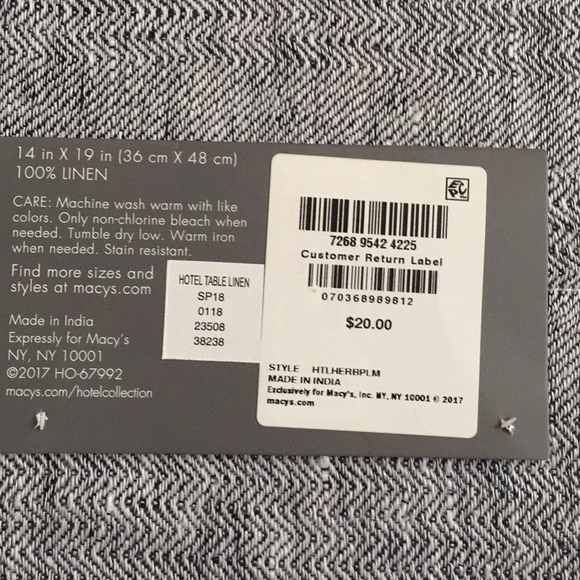 14 in X 19 in (36 cm X 48 cm)
100% LINEN
CARE: Machine wash warm with like
colors. Only non-chlorine bleach when
needed. Tumble dry low. Warm iron
when needed. Stain resistant.
Find more sizes and
styles at macys.com
Made in India
Expressly for Macy's
NY, NY 10001
©2017 HO-67992
macys.com/hotelcollection
HOTEL TABLE LINEN
SP18
0118
23508
38238
7268 9542 4225
Customer Return Label
070368989812
$20.00
STYLE HTLHERBPLM
MADE IN INDIA
Exclusively for Macy's, Inc. NY, NY 10001 © 2017
macys.com